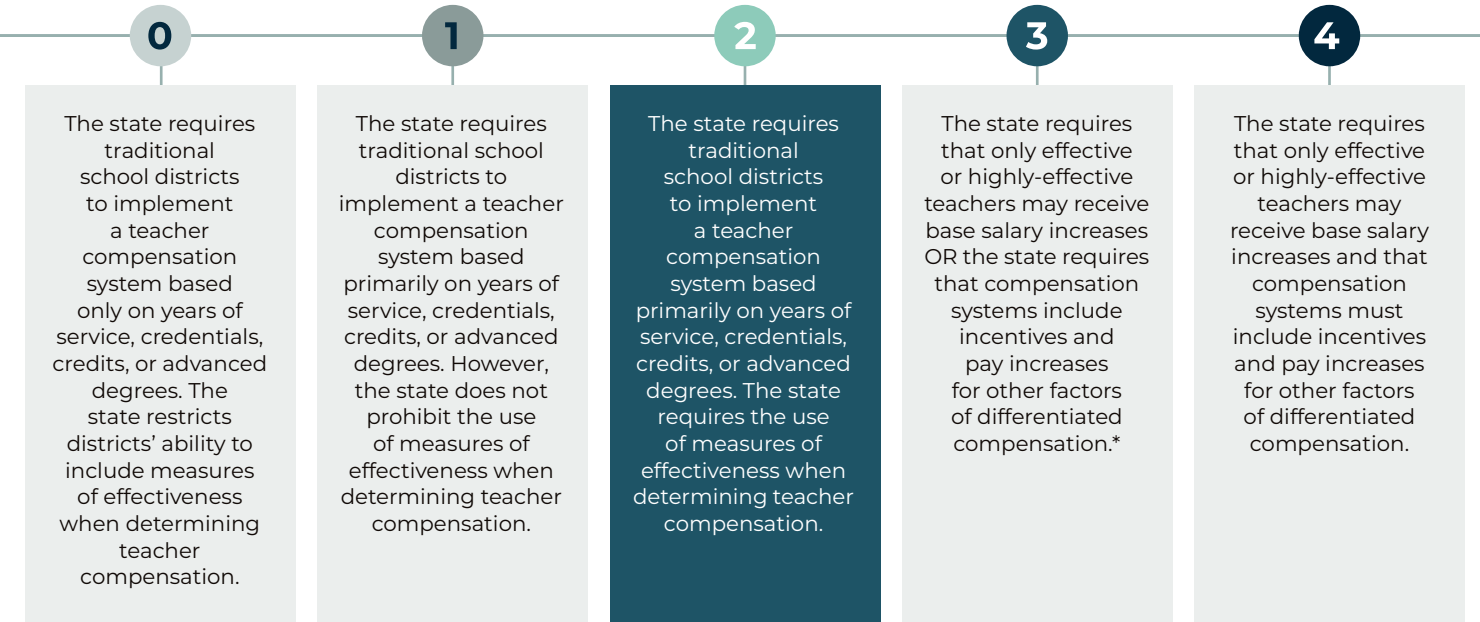 0
The state requires
traditional
school districts
to implement
a teacher
compensation
system based
only on years of
service, credentials,
credits, or advanced
degrees. The
state restricts
districts’ ability to
include measures
of effectiveness
when determining
teacher
compensation.
1
The state requires
traditional school
districts to
implement a teacher
compensation
system based
primarily on years of
service, credentials,
credits, or advanced
degrees. However,
the state does not
prohibit the use
of measures of
effectiveness when
determining teacher
compensation.
2
The state requires
traditional
school districts
to implement
a teacher
compensation
system based
primarily on years of
service, credentials,
credits, or advanced
degrees. The state
requires the use
of measures of
effectiveness when
determining teacher
compensation.
3
The state requires
that only effective
or highly-effective
teachers may receive
base salary increases
OR the state requires
that compensation
systems include
incentives and
pay increases
for other factors
of differentiated
compensation.*
4
The state requires
that only effective
or highly-effective
teachers may
receive base salary
increases and that
compensation
systems must
include incentives
and pay increases
for other factors
of differentiated
compensation.